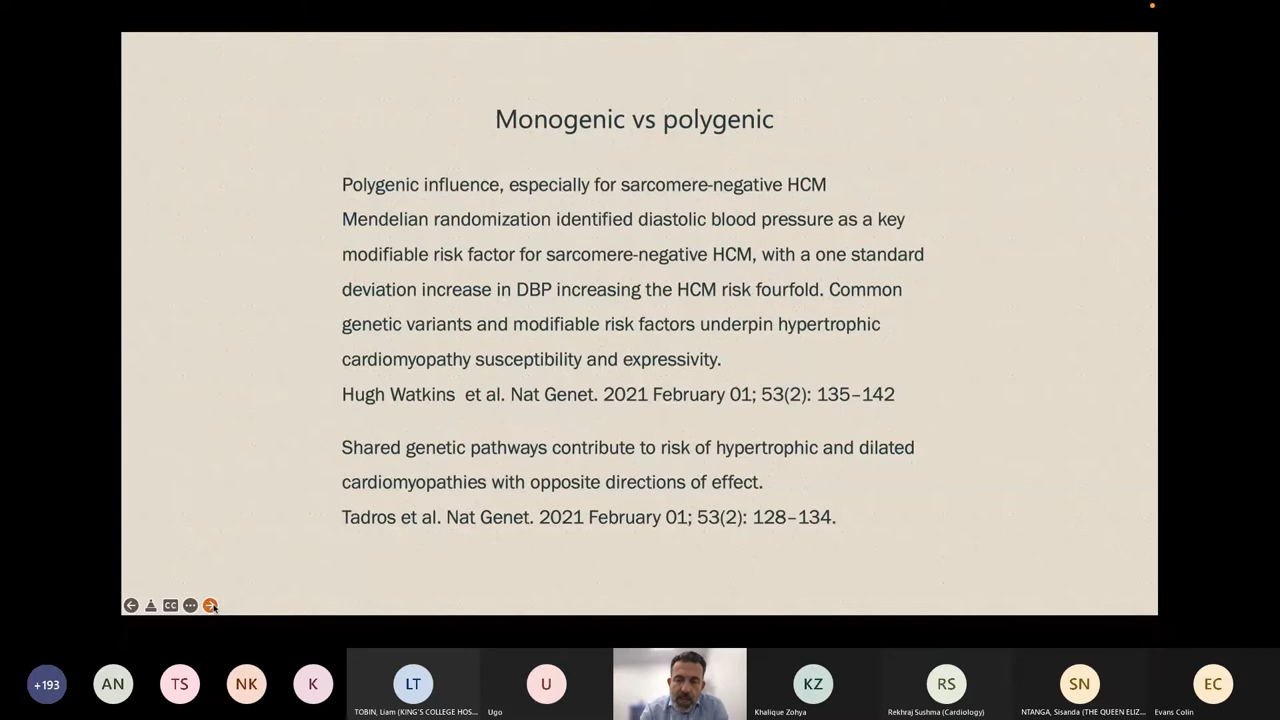 Monogenic vs polygenic
Polygenic influence, especially for sarcomere-negative HCM
Mendelian randomization identified diastolic blood pressure as a key
modifiable risk factor for sarcomere-negative HCM, with a one standard
deviation increase in DBP increasing the HCM risk fourfold. Common
genetic variants and modifiable risk factors underpin hypertrophic
cardiomyopathy susceptibility and expressivity.
Hugh Watkins  et al. Nat Genet. 2021 February 01; 53(2): 135–142
Shared genetic pathways contribute to risk of hypertrophic and dilated
cardiomyopathies with opposite directions of effect.
Tadros et al. Nat Genet. 2021 February 01; 53(2): 128–134.
CC
+193
AN
TS
NK
K
LT
U
KZ
RS
SN
EC
TOBIN, Liam (KING'S COLLEGE HOS...
Ugo
Khalique Zohya
Rekhraj Sushma (Cardiology)
NTANGA, Sisanda (THE QUEEN ELIZ...
Evans Colin